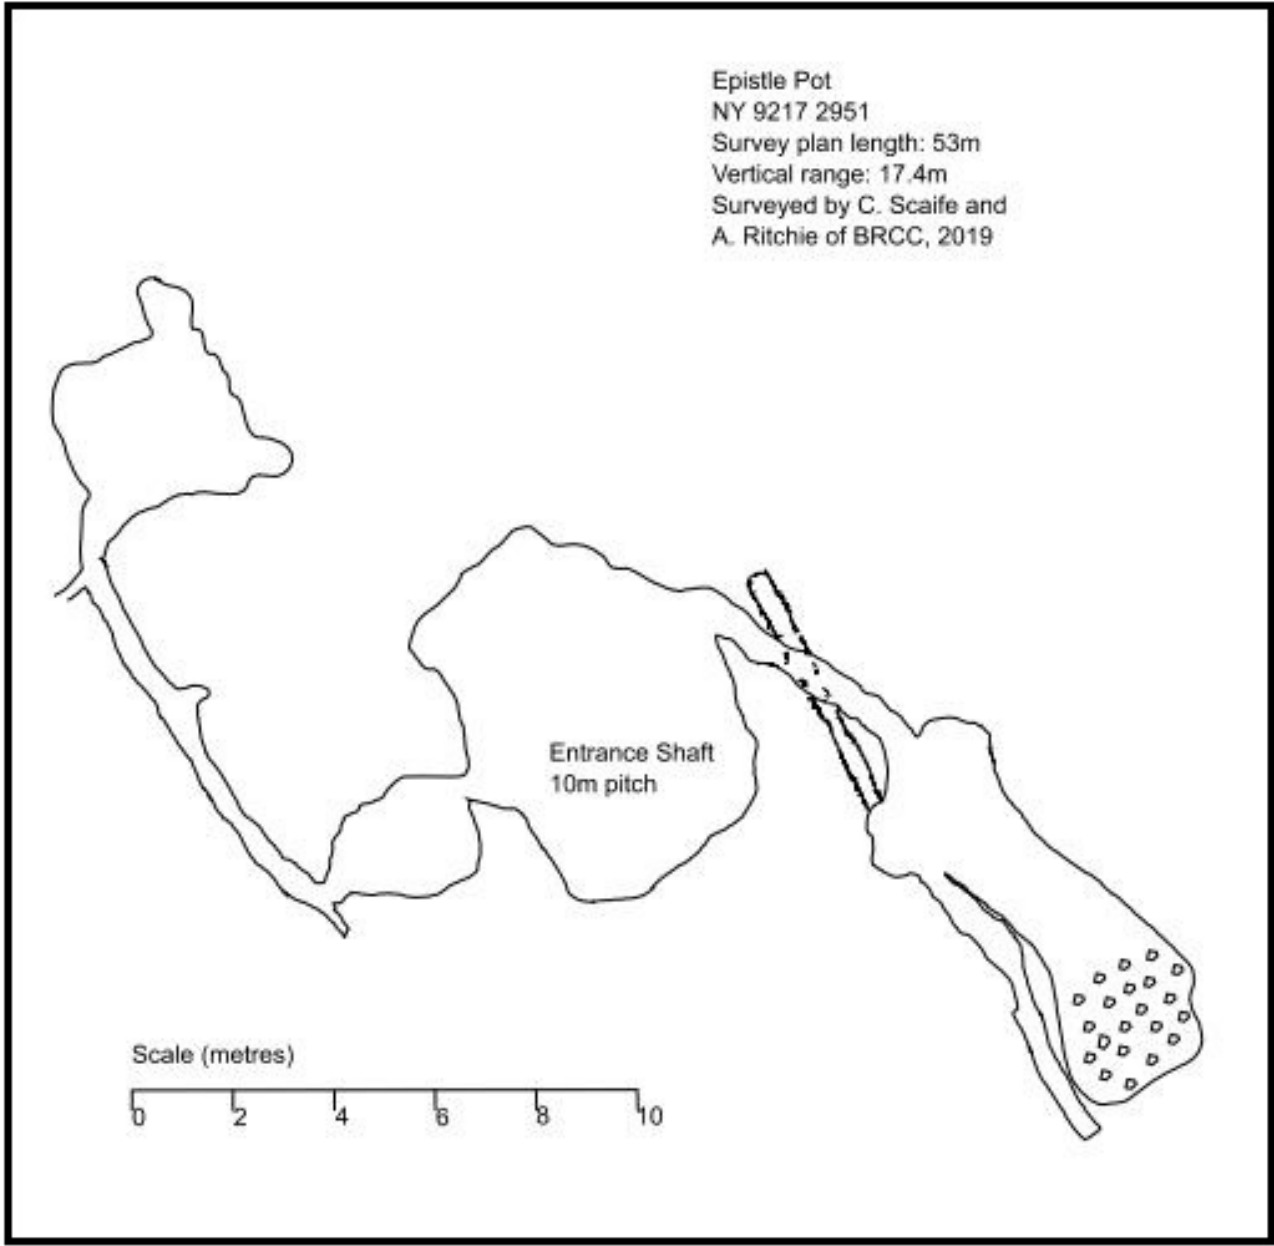 Epistle Pot
NY 9217 2951
Survey plan length: 53m
Vertical range: 17.4m
Surveyed by C. Scaife and
A. Ritchie of BRCC, 2019
Entrance Shaft
10m pitch
Scale (metres)
0 2 4 6 8 10